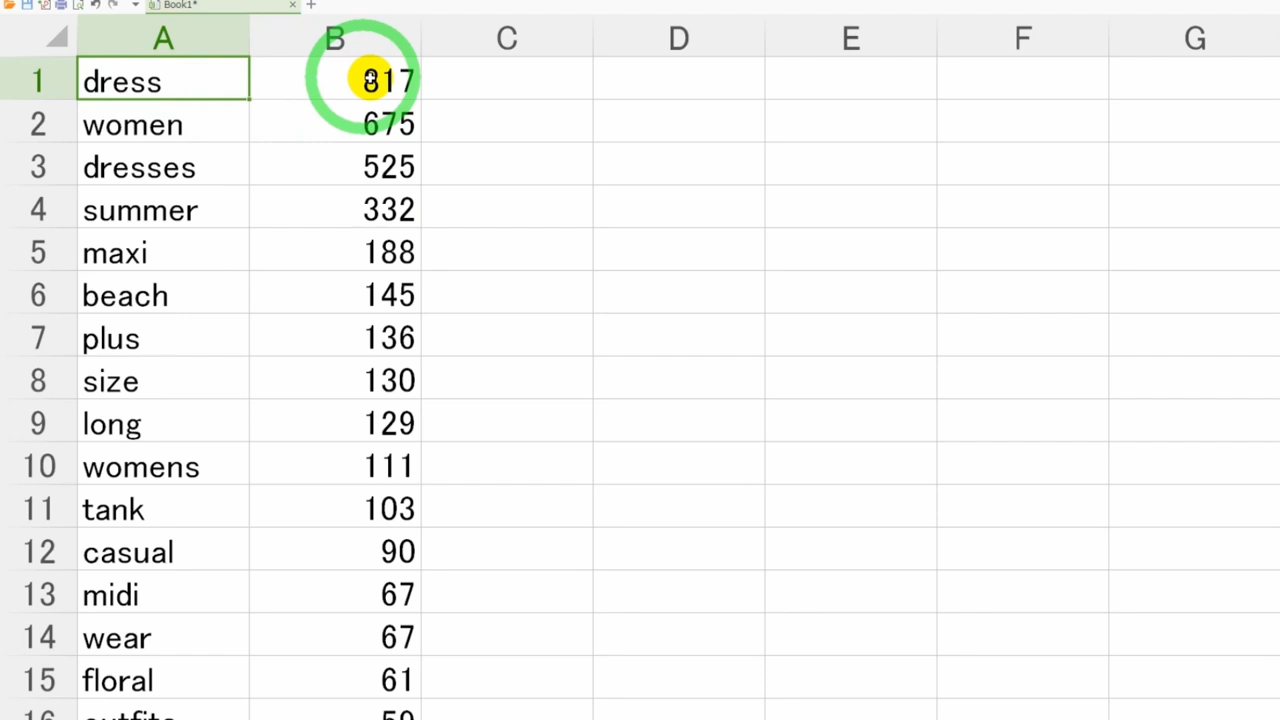 Book1*
A B C D E F G
1 dress 817
2 women 675
3 dresses 525
4 summer 332
5 maxi 188
6 beach 145
7 plus 136
8 size 130
9 long 129
10 womens 111
11 tank 103
12 casual 90
13 midi 67
14 wear 67
15 floral 61